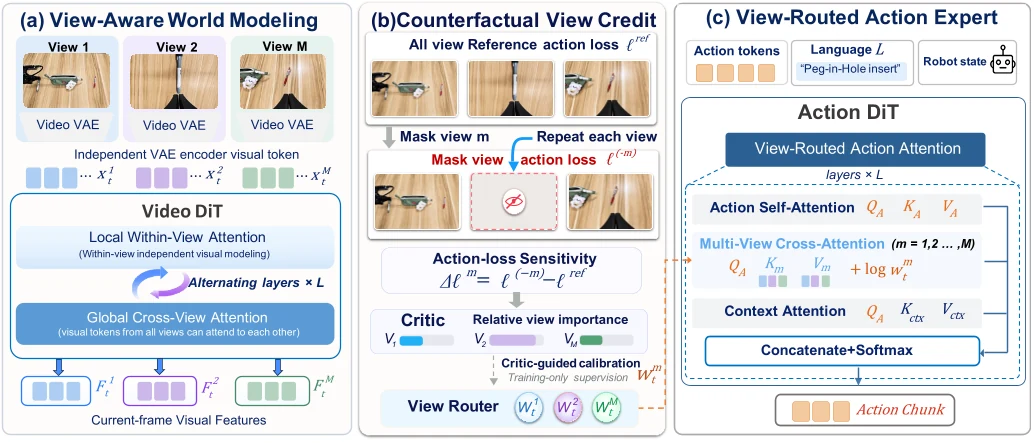 (a) View-Aware World Modeling
View 1
View 2
View M
Video VAE
Video VAE
Video VAE
Independent VAE encoder visual token
··· x_t^1
··· x_t^2
··· x_t^M
Video DiT
Local Within-View Attention
(Within-view independent visual modeling)
Alternating layers × L
Global Cross-View Attention
(visual tokens from all views can attend to each other)
F_t^1
F_t^2
F_t^M
Current-frame Visual Features
(b)Counterfactual View Credit
All view Reference action loss ℓ^ref
Mask view m
Repeat each view
Mask view action loss ℓ^(-m)
Action-loss Sensitivity
Δℓ^m = ℓ^(−m) − ℓ^ref
Critic
Relative view importance
V_1
V_2
V_M
Critic-guided calibration
Training-only supervision
W_t^m
View Router
W_t^1
W_t^2
W_t^M
(c) View-Routed Action Expert
Action tokens
Language L
"Peg-in-Hole insert"
Robot state
Action DiT
View-Routed Action Attention
layers × L
Action Self-Attention Q_A K_A V_A
Multi-View Cross-Attention (m = 1,2 ... ,M)
Q_A K_m V_m + log w_t^m
Context Attention Q_A K_ctx V_ctx
Concatenate+Softmax
Action Chunk